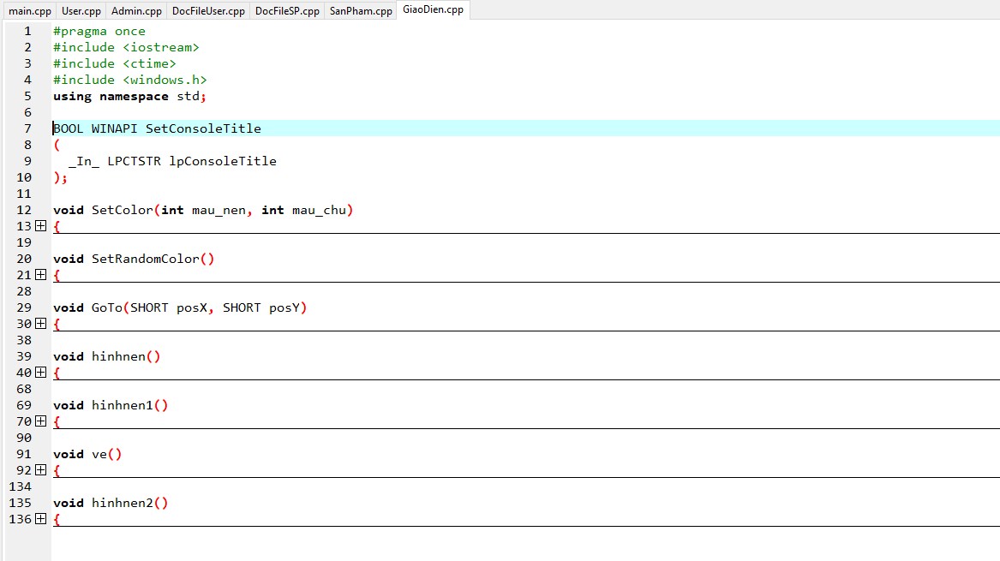 main.cpp User.cpp Admin.cpp DocFileUser.cpp DocFileSP.cpp SanPham.cpp GiaoDien.cpp
1 #pragma once
2 #include <iostream>
3 #include <ctime>
4 #include <windows.h>
5 using namespace std;
6
7 BOOL WINAPI SetConsoleTitle
8 (
9 _In_ LPCTSTR lpConsoleTitle
10 );
11
12 void SetColor(int mau_nen, int mau_chu)
13 {
19
20 void SetRandomColor()
21 {
28
29 void GoTo(SHORT posX, SHORT posY)
30 {
38
39 void hinhnen()
40 {
68
69 void hinhnen1()
70 {
90
91 void ve()
92 {
134
135 void hinhnen2()
136 {